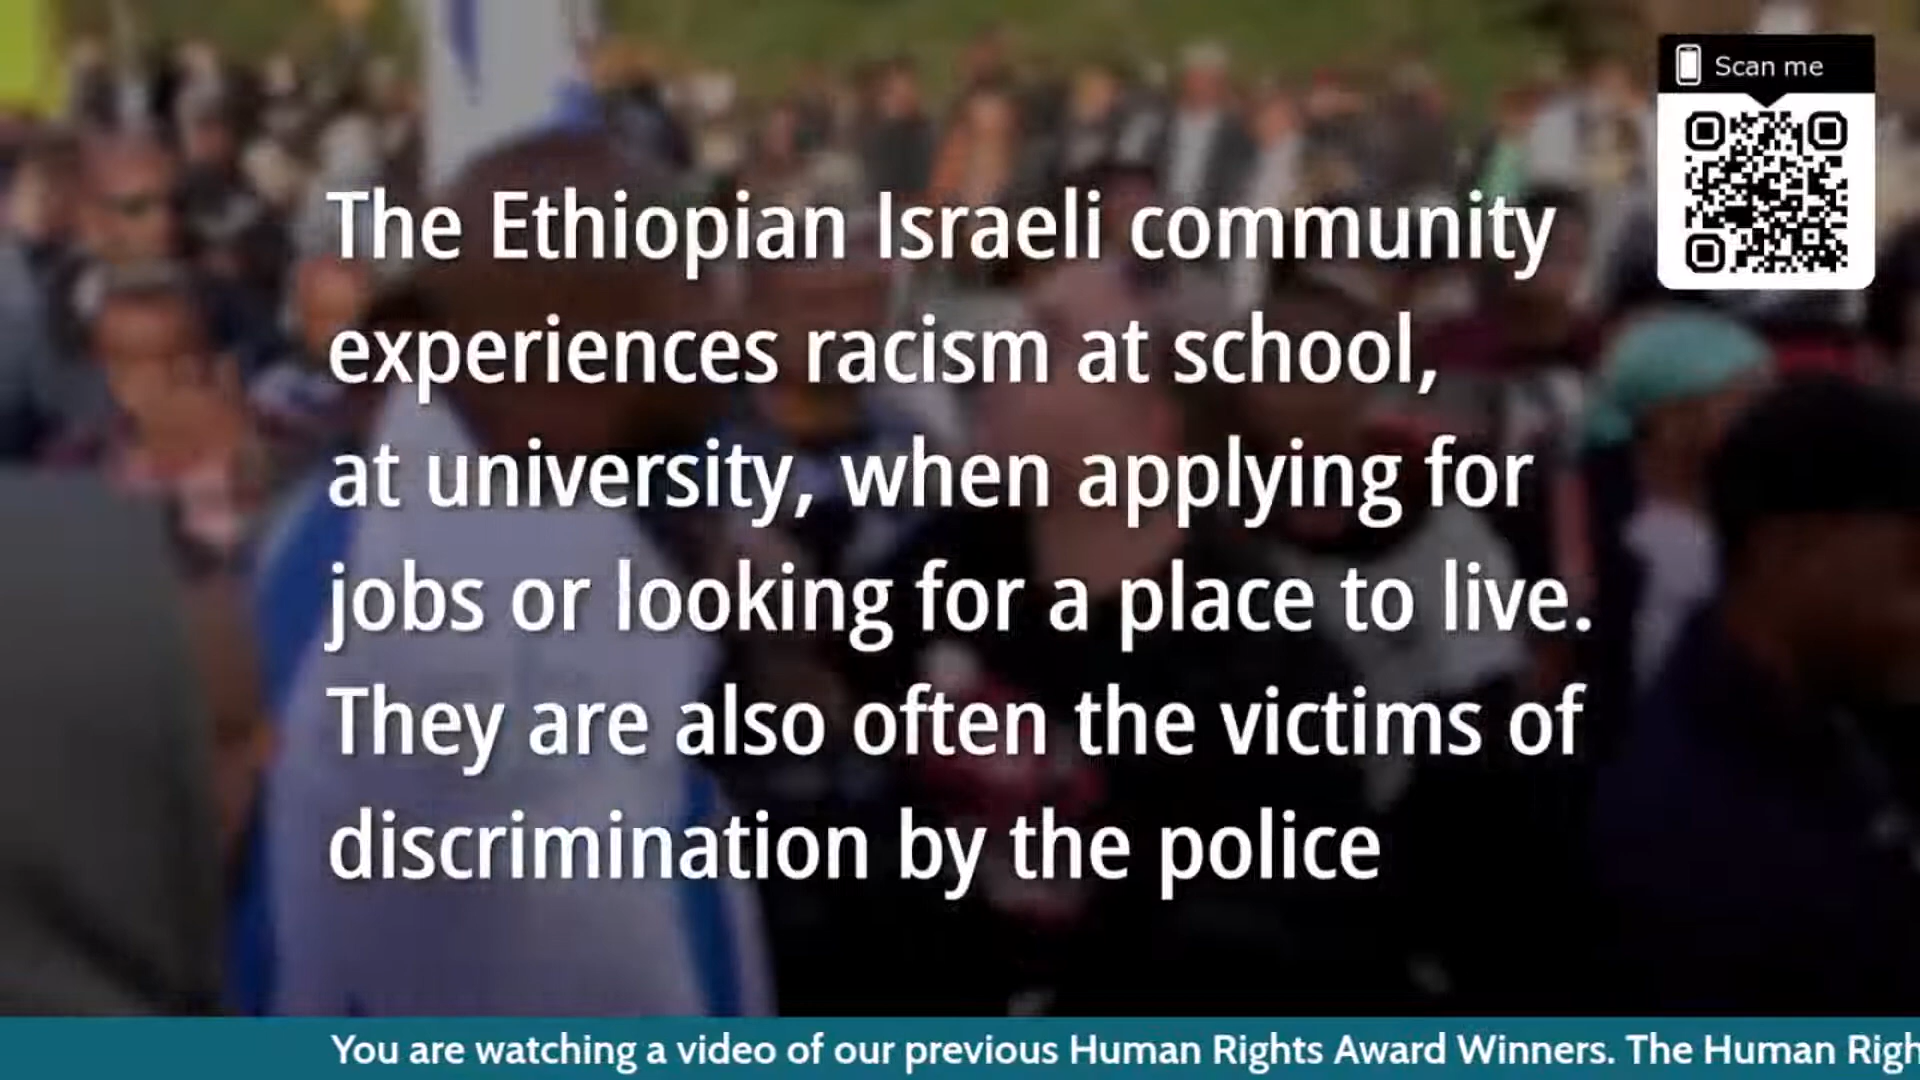 Scan me
The Ethiopian Israeli community
experiences racism at school,
at university, when applying for
jobs or looking for a place to live.
They are also often the victims of
discrimination by the police
You are watching a video of our previous Human Rights Award Winners. The Human Righ